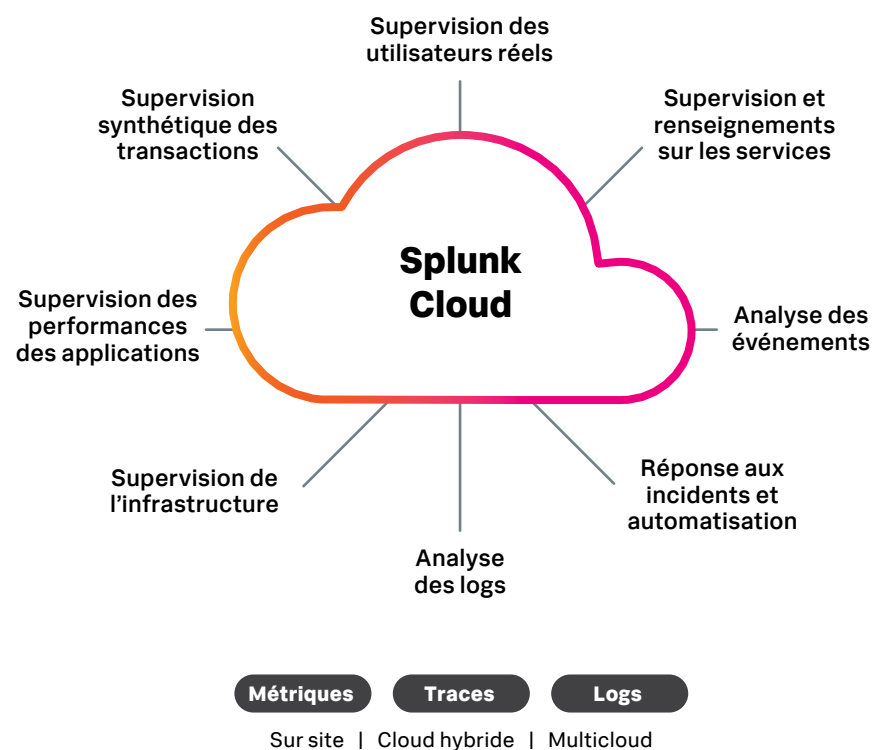 Supervision des
utilisateurs réels
Supervision
synthétique des
transactions
Supervision et
renseignements
sur les services
Splunk
Cloud
Supervision des
performances
des applications
Analyse des
événements
Supervision de
l’infrastructure
Réponse aux
incidents et
automatisation
Analyse
des logs
Métriques Traces Logs
Sur site | Cloud hybride | Multicloud